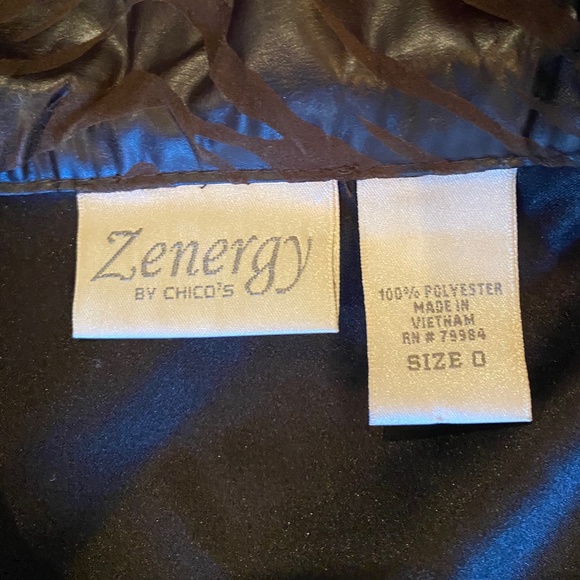 Zenergy
BY CHICO'S
100% POLYESTER
MADE IN
VIETNAM
RN # 79984
SIZE 0